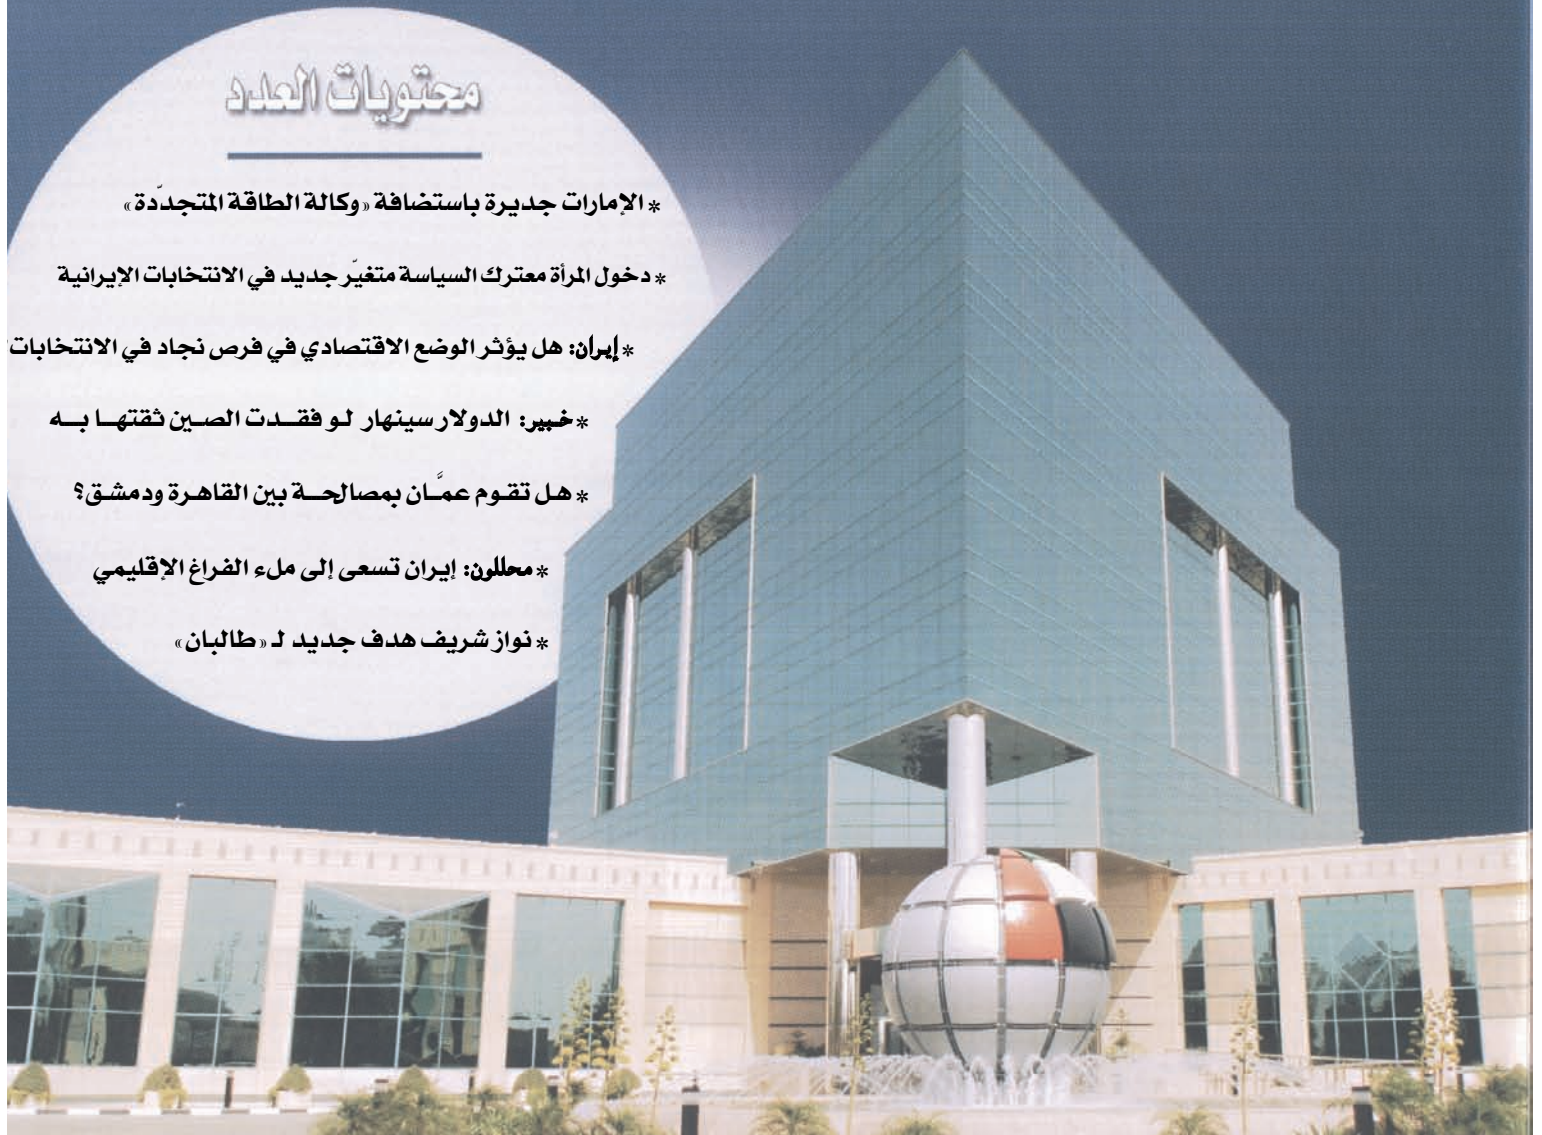 محتويات العدد
* الإمارات جديرة باستضافة «وكالة الطاقة المتجدّدة»
* دخول المرأة معترك السياسة متغيّر جديد في الانتخابات الإيرانية
* إيران: هل يؤثر الوضع الاقتصادي في فرص نجاد في الانتخابات
* خبير: الدولار سينهار لو فقدت الصين ثقتها به
* هل تقوم عمَّان بمصالحة بين القاهرة ودمشق؟
* محللون: إيران تسعى إلى ملء الفراغ الإقليمي
* نواز شريف هدف جديد لـ «طالبان»